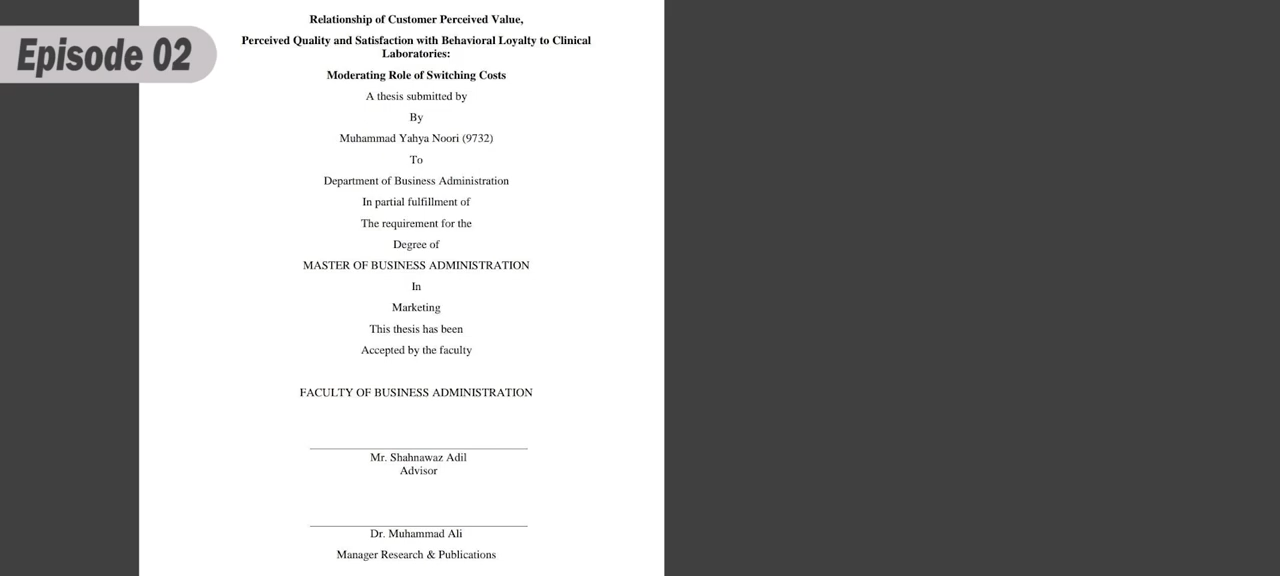 Relationship of Customer Perceived Value,
Episode 02
Perceived Quality and Satisfaction with Behavioral Loyalty to Clinical
Laboratories:
Moderating Role of Switching Costs
A thesis submitted by
By
Muhammad Yahya Noori (9732)
To
Department of Business Administration
In partial fulfillment of
The requirement for the
Degree of
MASTER OF BUSINESS ADMINISTRATION
In
Marketing
This thesis has been
Accepted by the faculty
FACULTY OF BUSINESS ADMINISTRATION
Mr. Shahnawaz Adil
Advisor
Dr. Muhammad Ali
Manager Research & Publications